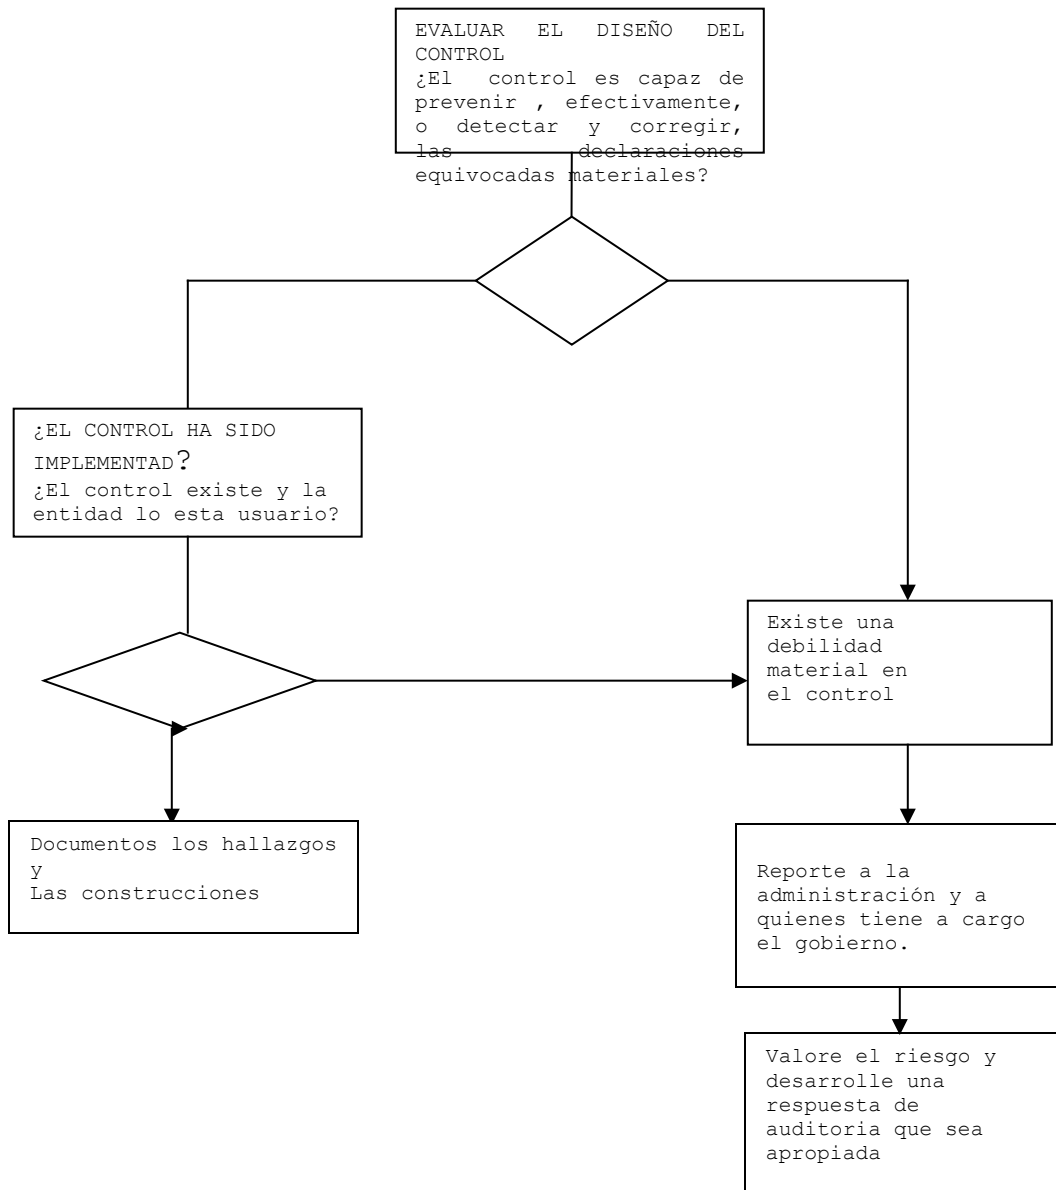 EVALUAR EL DISEÑO DEL
CONTROL
¿El control es capaz de
prevenir , efectivamente,
o detectar y corregir,
las declaraciones
equivocadas materiales?
¿EL CONTROL HA SIDO
IMPLEMENTAD?
¿El control existe y la
entidad lo esta usuario?
Existe una
debilidad
material en
el control
Documentos los hallazgos
y
Las construcciones
Reporte a la
administración y a
quienes tiene a cargo
el gobierno.
Valore el riesgo y
desarrolle una
respuesta de
auditoria que sea
apropiada